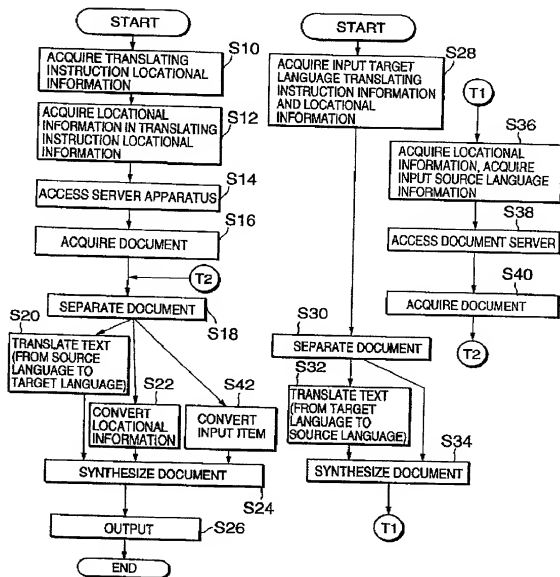 START
S10
ACQUIRE TRANSLATING
INSTRUCTION LOCATIONAL
INFORMATION
S12
ACQUIRE LOCATIONAL
INFORMATION IN TRANSLATING
INSTRUCTION LOCATIONAL
INFORMATION
S14
ACCESS SERVER APPARATUS
S16
ACQUIRE DOCUMENT
T2
SEPARATE DOCUMENT
S18
S20
TRANSLATE TEXT
(FROM SOURCE
LANGUAGE TO
TARGET LANGUAGE)
S22
CONVERT
LOCATIONAL
INFORMATION
S42
CONVERT
INPUT ITEM
SYNTHESIZE DOCUMENT
S24
OUTPUT
S26
END
START
S28
ACQUIRE INPUT TARGET
LANGUAGE TRANSLATING
INSTRUCTION INFORMATION
AND LOCATIONAL
INFORMATION
S30
SEPARATE DOCUMENT
S32
TRANSLATE TEXT
(FROM TARGET
LANGUAGE TO
SOURCE LANGUAGE)
S34
SYNTHESIZE DOCUMENT
T1
T1
S36
ACQUIRE LOCATIONAL
INFORMATION, ACQUIRE
INPUT SOURCE LANGUAGE
INFORMATION
S38
ACCESS DOCUMENT SERVER
S40
ACQUIRE DOCUMENT
T2